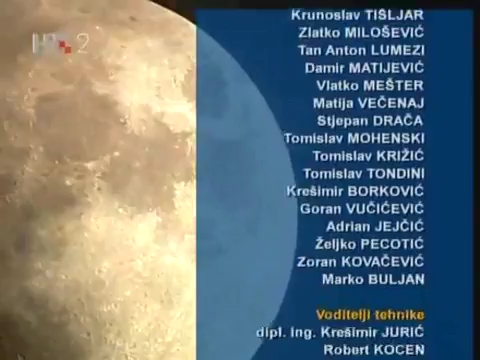 HR 2
Krunoslav TIŠLJAR
Zlatko MILOŠEVIĆ
Tan Anton LUMEZI
Damir MATIJEVIĆ
Vlatko MEŠTER
Matija VEČENAJ
Stjepan DRAČA
Tomislav MOHENSKI
Tomislav KRIŽIĆ
Tomislav TONDINI
Krešimir BORKOVIĆ
Goran VUČIĆEVIĆ
Adrian JEJČIĆ
Željko PECOTIĆ
Zoran KOVAČEVIĆ
Marko BULJAN
Voditelji tehnike
dipl. ing. Krešimir JURIĆ
Robert KOCEN